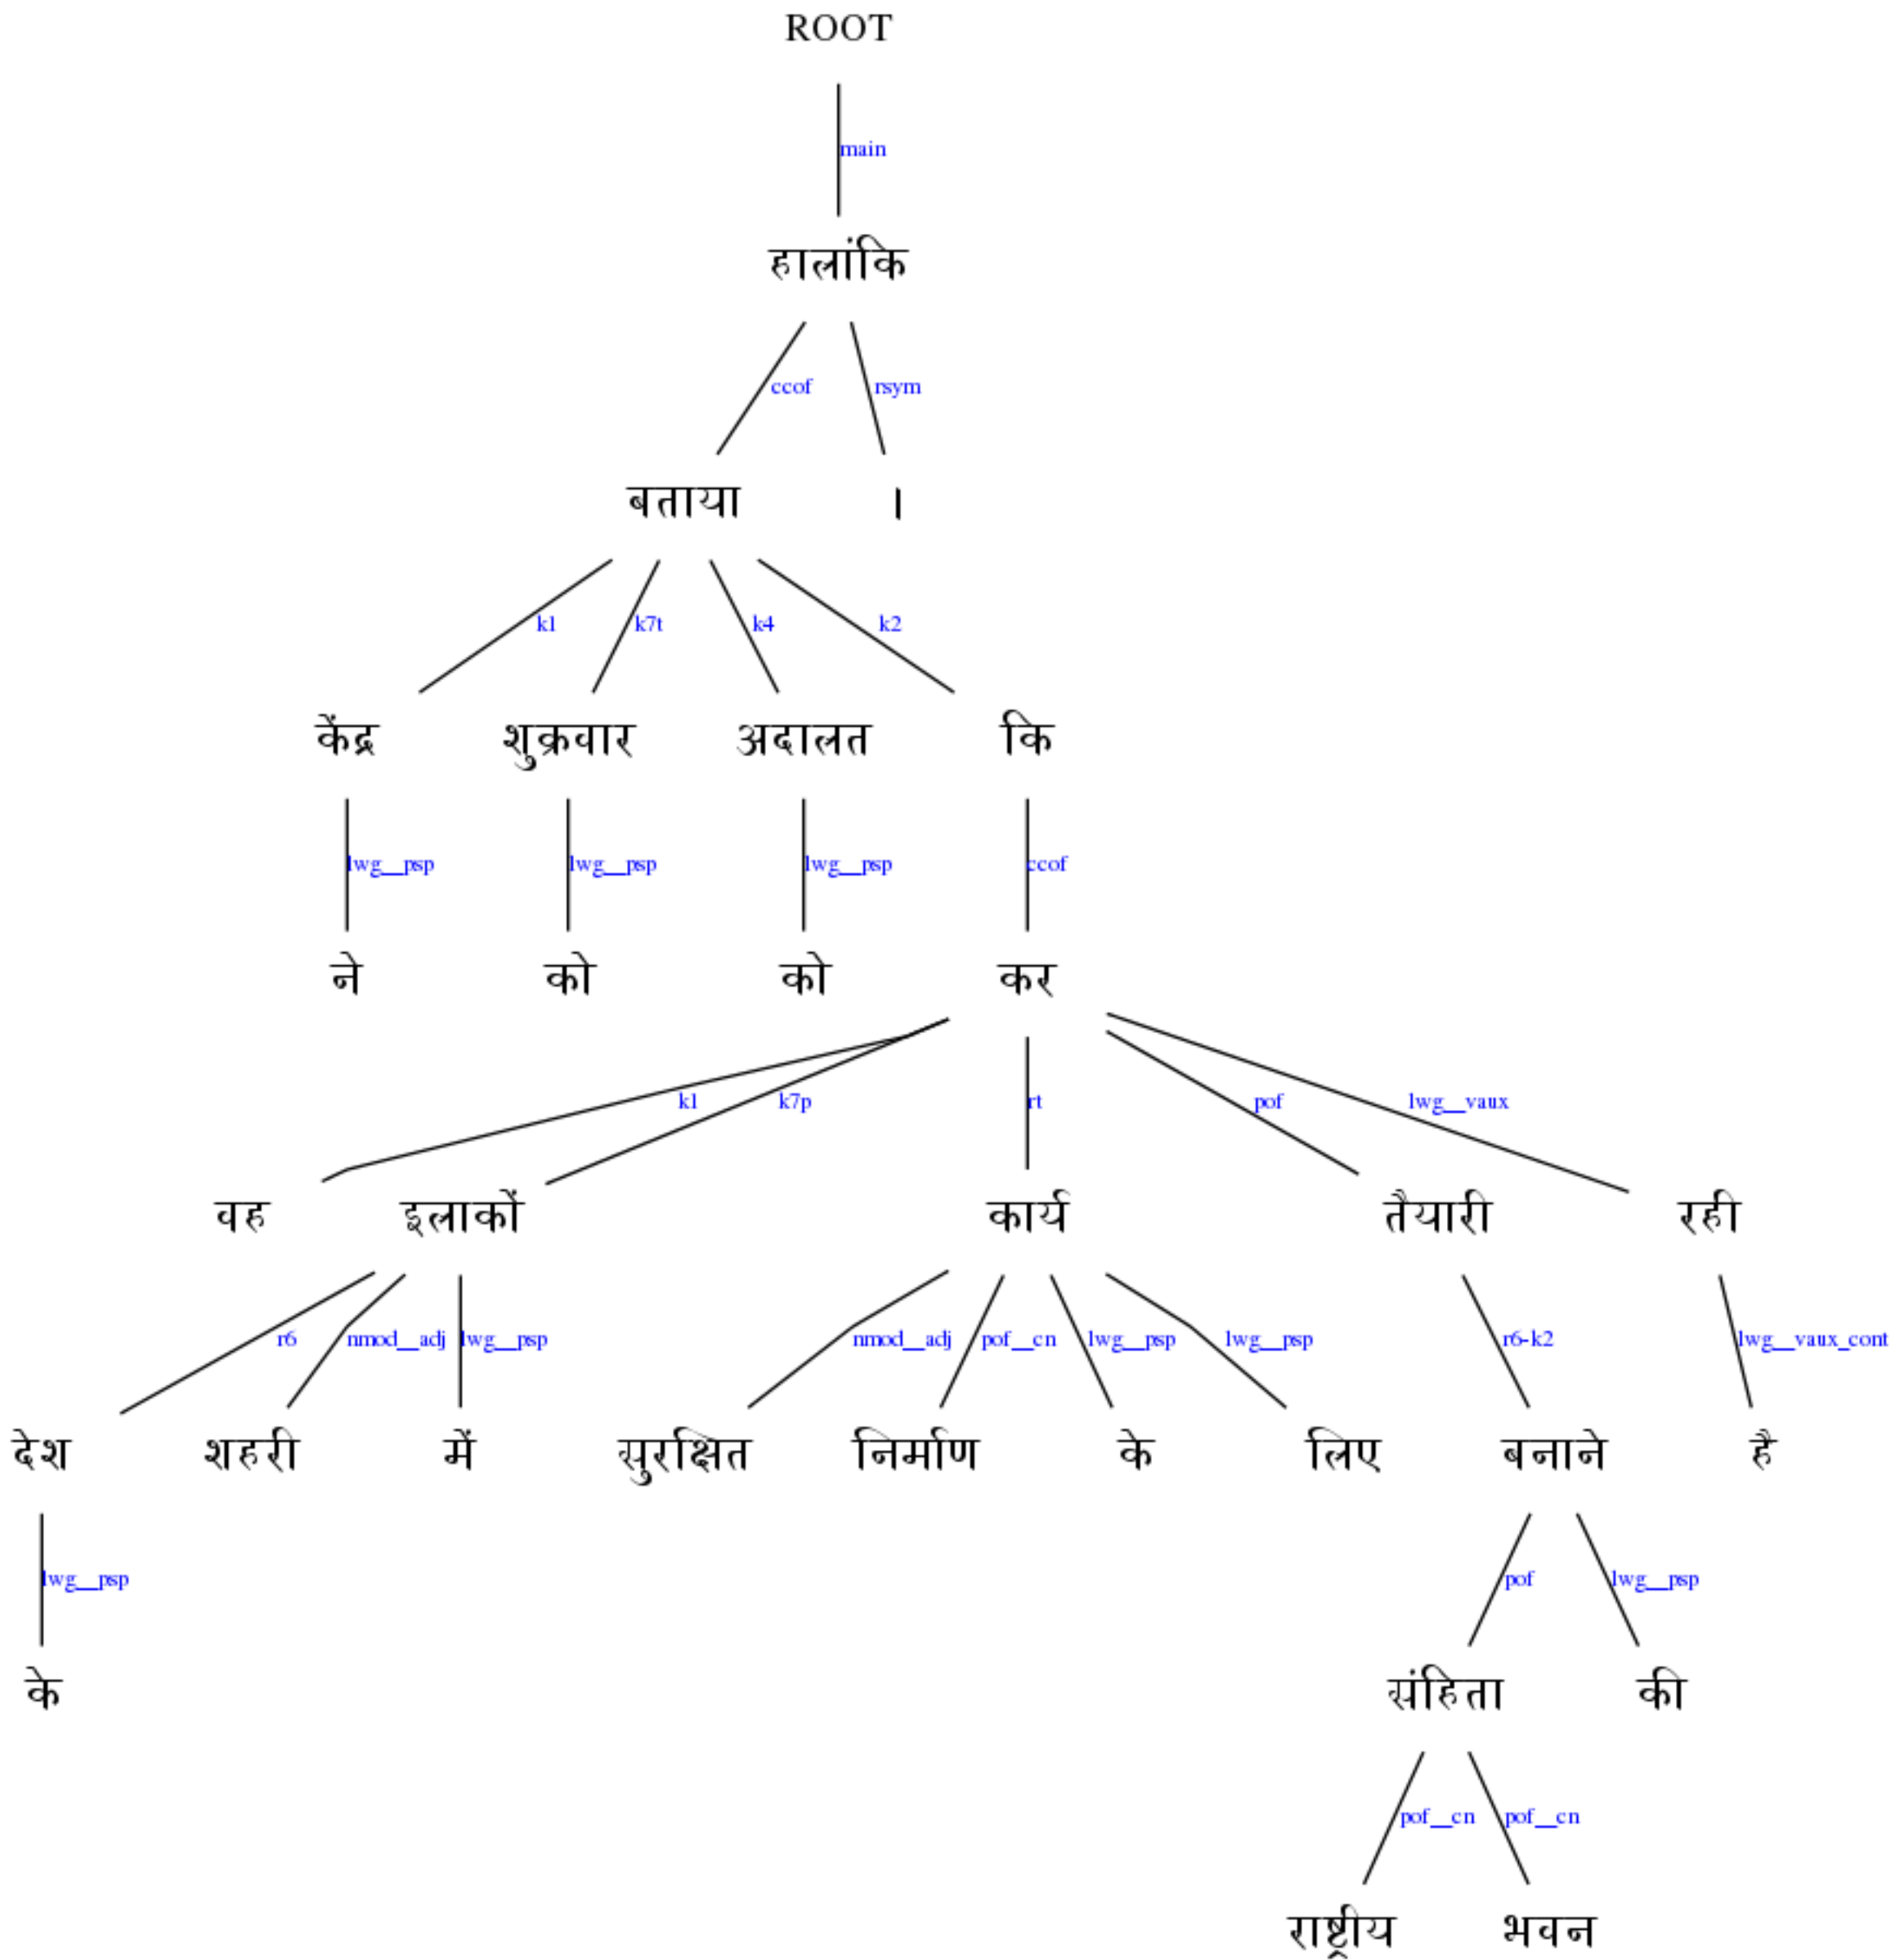 ROOT
main
हालांकि
ccof rsym
बताया ।
k1 k7t k4 k2
केंद्र शुक्रवार अदालत कि
lwg__psp lwg__psp lwg__psp ccof
ने को को कर
k1 k7p rt pof lwg__vaux
वह इलाकों कार्य तैयारी रही
r6 nmod__adj lwg__psp nmod__adj pof__cn lwg__psp lwg__psp r6-k2 lwg__vaux_cont
देश शहरी में सुरक्षित निर्माण के लिए बनाने है
lwg__psp pof lwg__psp
के संहिता की
pof__cn pof__cn
राष्ट्रीय भवन